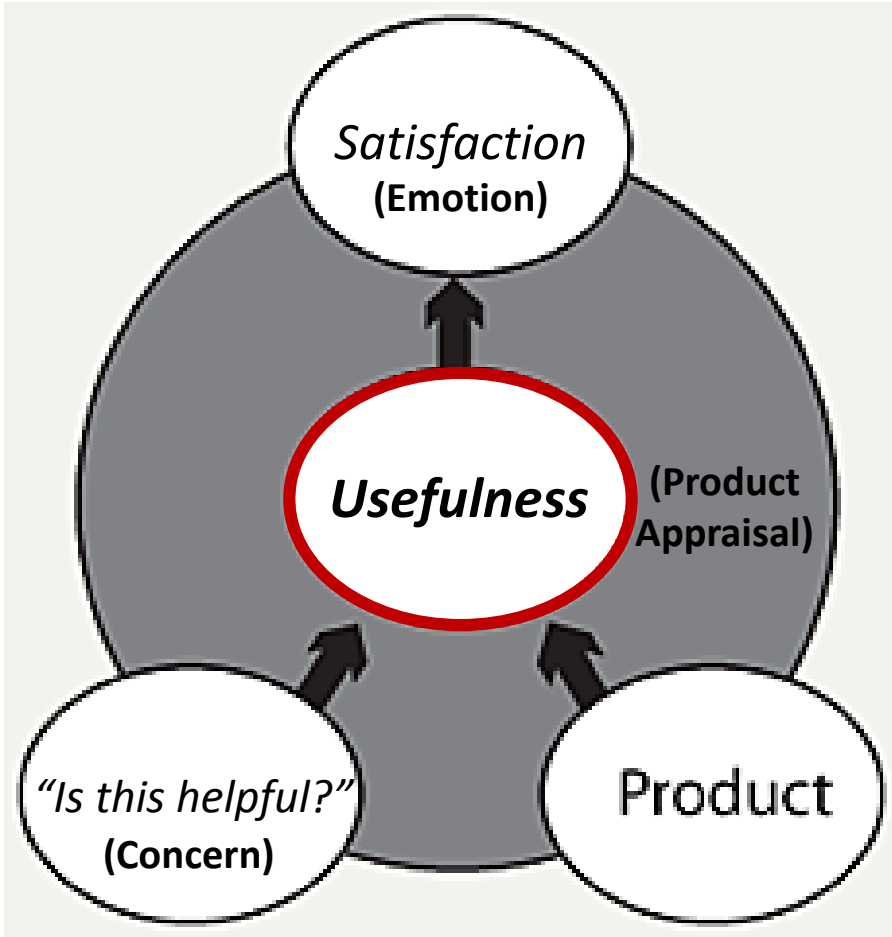 Satisfaction
(Emotion)
Usefulness
(Product
Appraisal)
“Is this helpful?”
(Concern)
Product